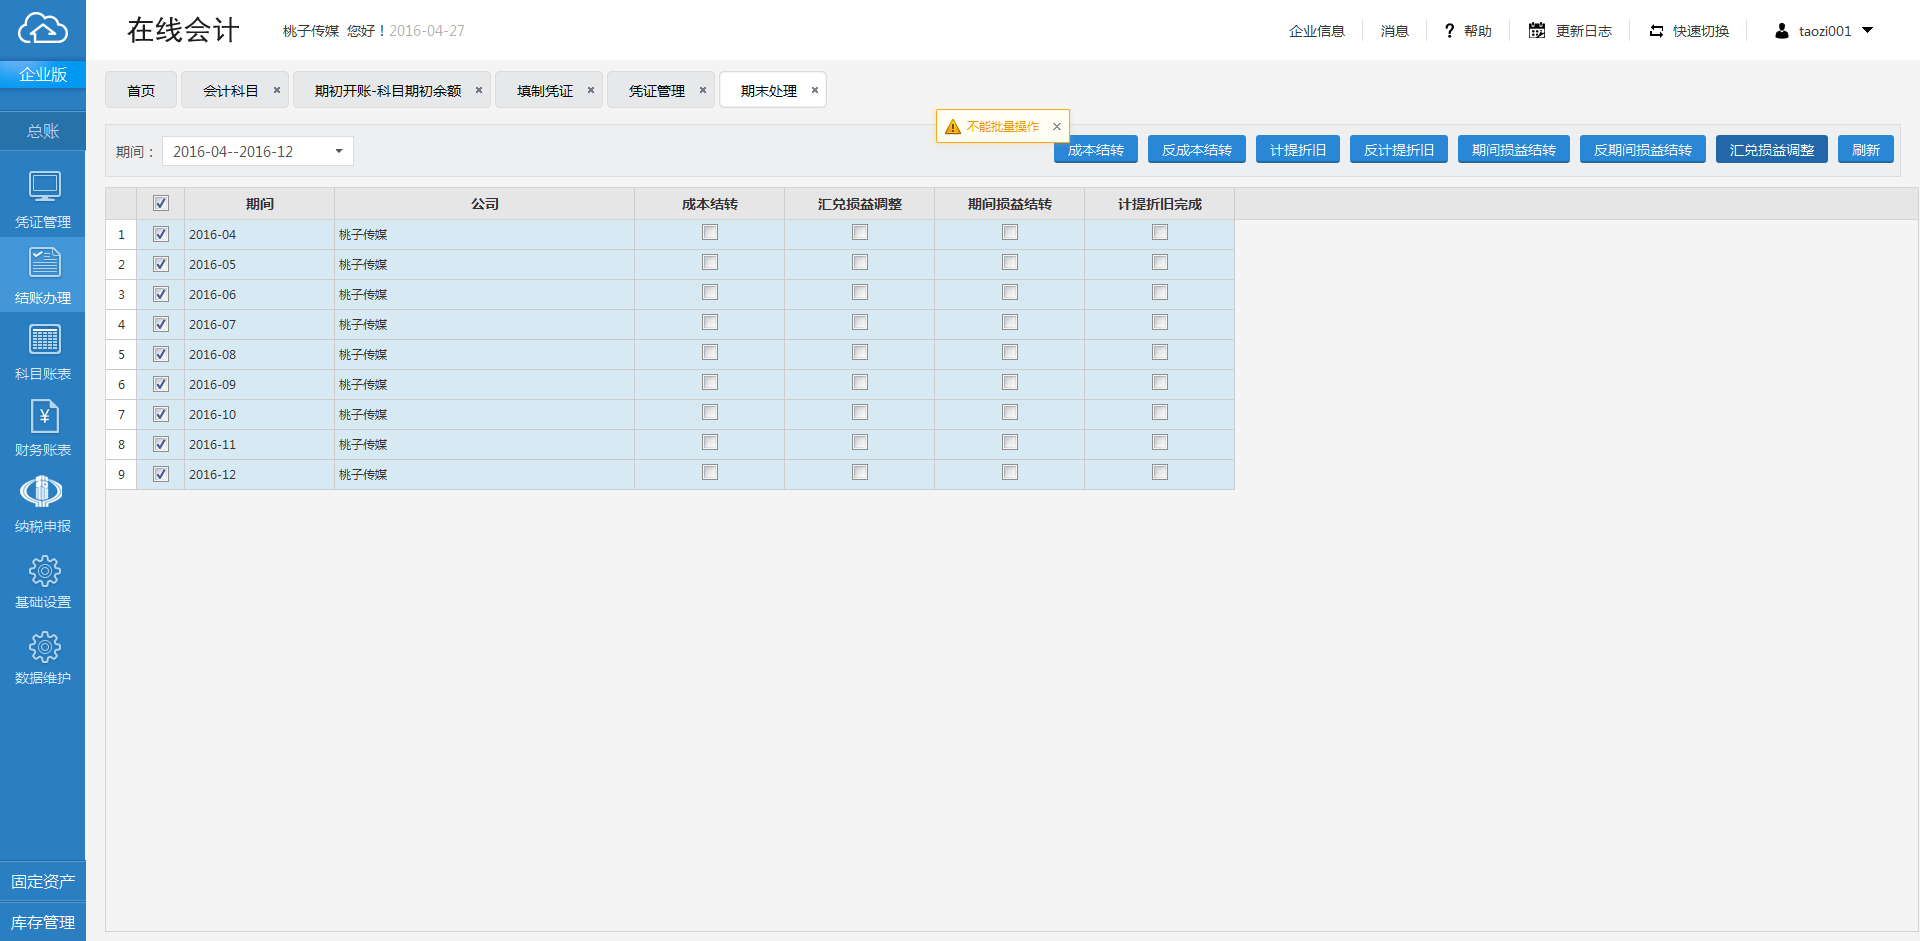 在线会计 桃子传媒 您好！2016-04-27 企业信息 消息 ? 帮助 更新日志 快速切换 taozi001
企业版
首页 会计科目 × 期初开账-科目期初余额 × 填制凭证 × 凭证管理 × 期末处理 ×
总账
不能批量操作 ×
期间： 2016-04--2016-12 成本结转 反成本结转 计提折旧 反计提折旧 期间损益结转 反期间损益结转 汇兑损益调整 刷新
期间 公司 成本结转 汇兑损益调整 期间损益结转 计提折旧完成
1 2016-04 桃子传媒
2 2016-05 桃子传媒
3 2016-06 桃子传媒
4 2016-07 桃子传媒
5 2016-08 桃子传媒
6 2016-09 桃子传媒
7 2016-10 桃子传媒
8 2016-11 桃子传媒
9 2016-12 桃子传媒
凭证管理
结账办理
科目账表
¥
财务账表
纳税申报
基础设置
数据维护
固定资产
库存管理